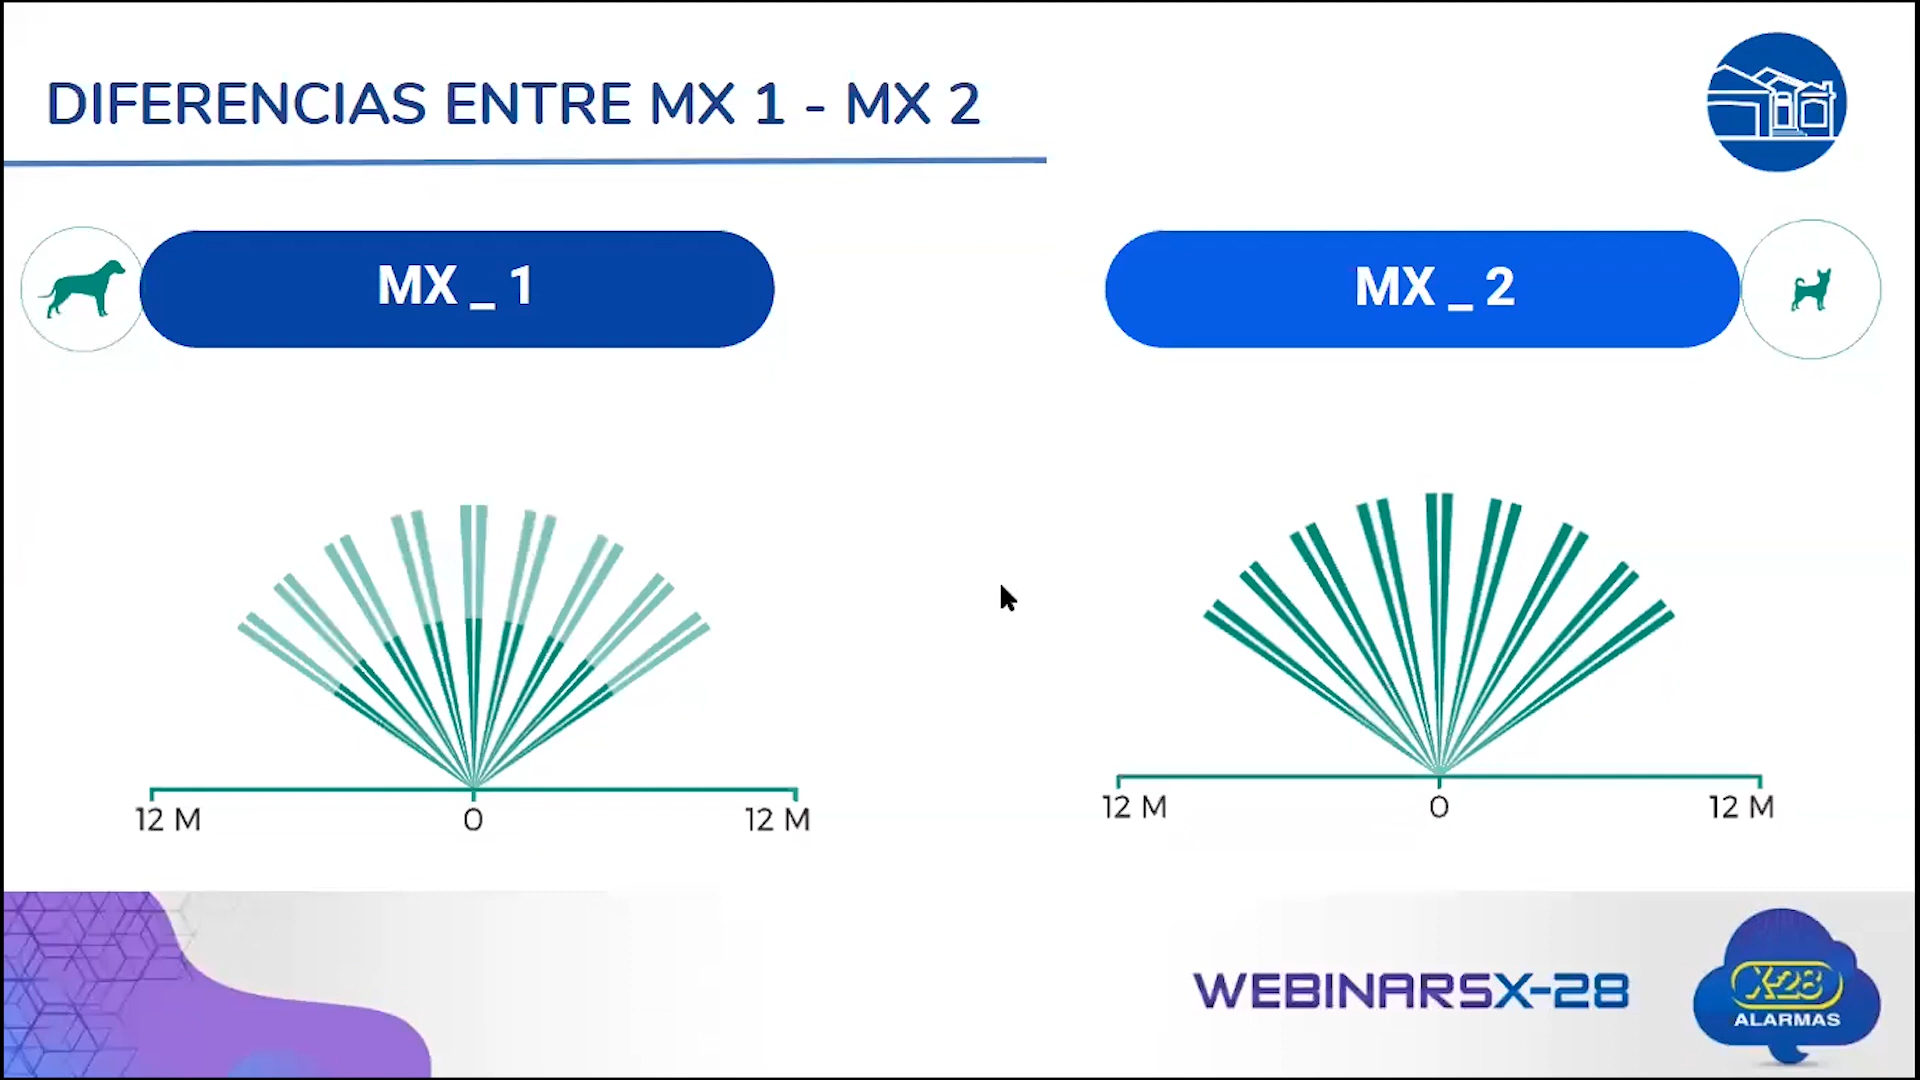 DIFERENCIAS ENTRE MX 1 - MX 2
MX _ 1
MX _ 2
12 M
0
12 M
12 M
0
12 M
WEBINARSX-28
X-28
ALARMAS